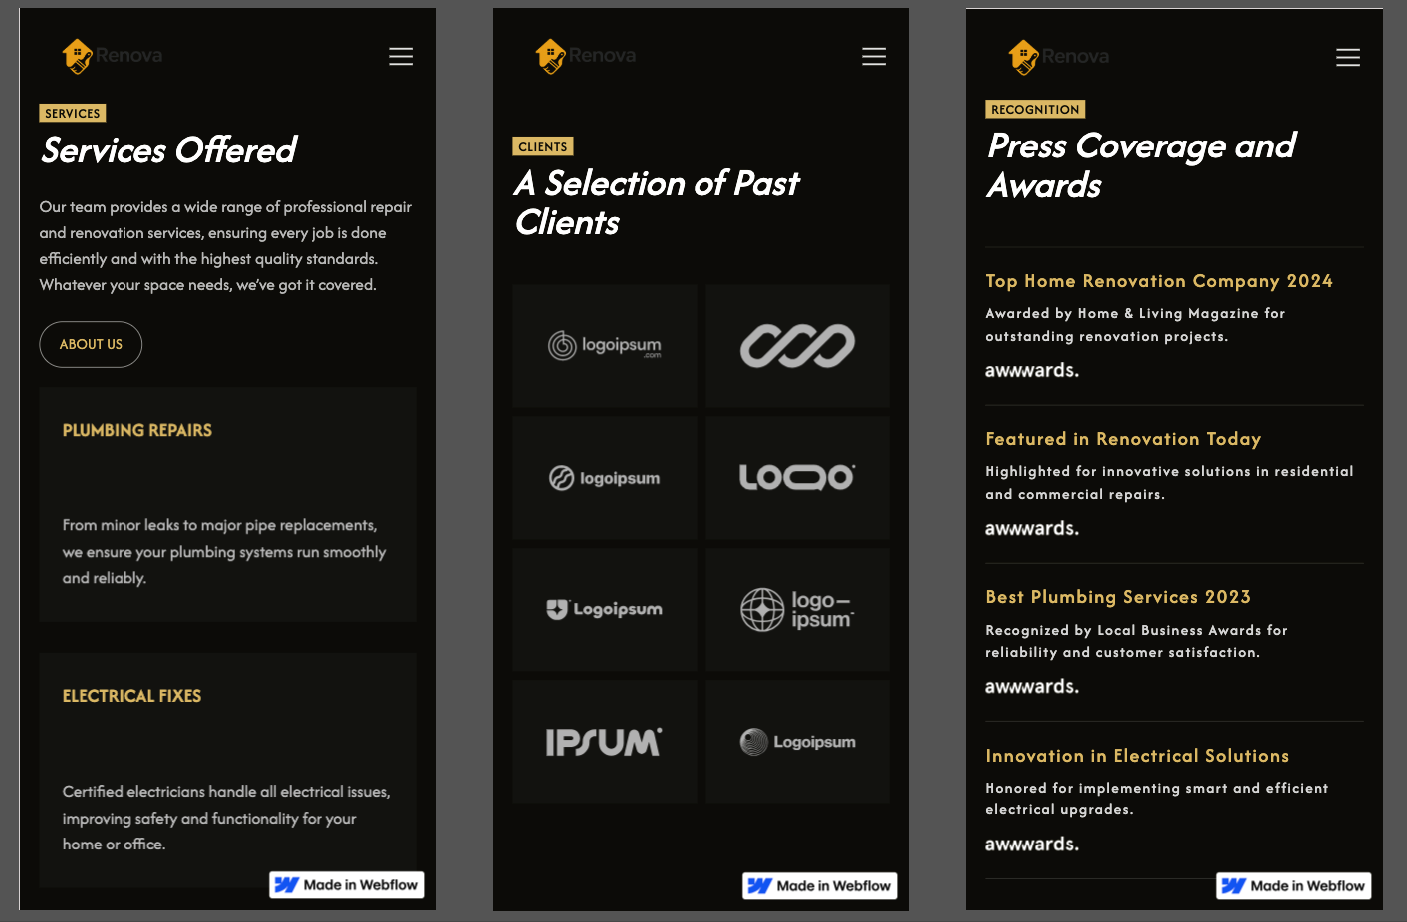 Renova
SERVICES
Services Offered
Our team provides a wide range of professional repair
and renovation services, ensuring every job is done
efficiently and with the highest quality standards.
Whatever your space needs, we've got it covered.
ABOUT US
PLUMBING REPAIRS
From minor leaks to major pipe replacements,
we ensure your plumbing systems run smoothly
and reliably.
ELECTRICAL FIXES
Certified electricians handle all electrical issues,
improving safety and functionality for your
home or office.
Made in Webflow
Renova
CLIENTS
A Selection of Past
Clients
logoipsum
.com
logoipsum
LOQO
Logoipsum
logo—
ipsum
IPSUM
Logoipsum
Made in Webflow
Renova
RECOGNITION
Press Coverage and
Awards
Top Home Renovation Company 2024
Awarded by Home & Living Magazine for
outstanding renovation projects.
awwwards.
Featured in Renovation Today
Highlighted for innovative solutions in residential
and commercial repairs.
awwwards.
Best Plumbing Services 2023
Recognized by Local Business Awards for
reliability and customer satisfaction.
awwwards.
Innovation in Electrical Solutions
Honored for implementing smart and efficient
electrical upgrades.
awwwards.
Made in Webflow